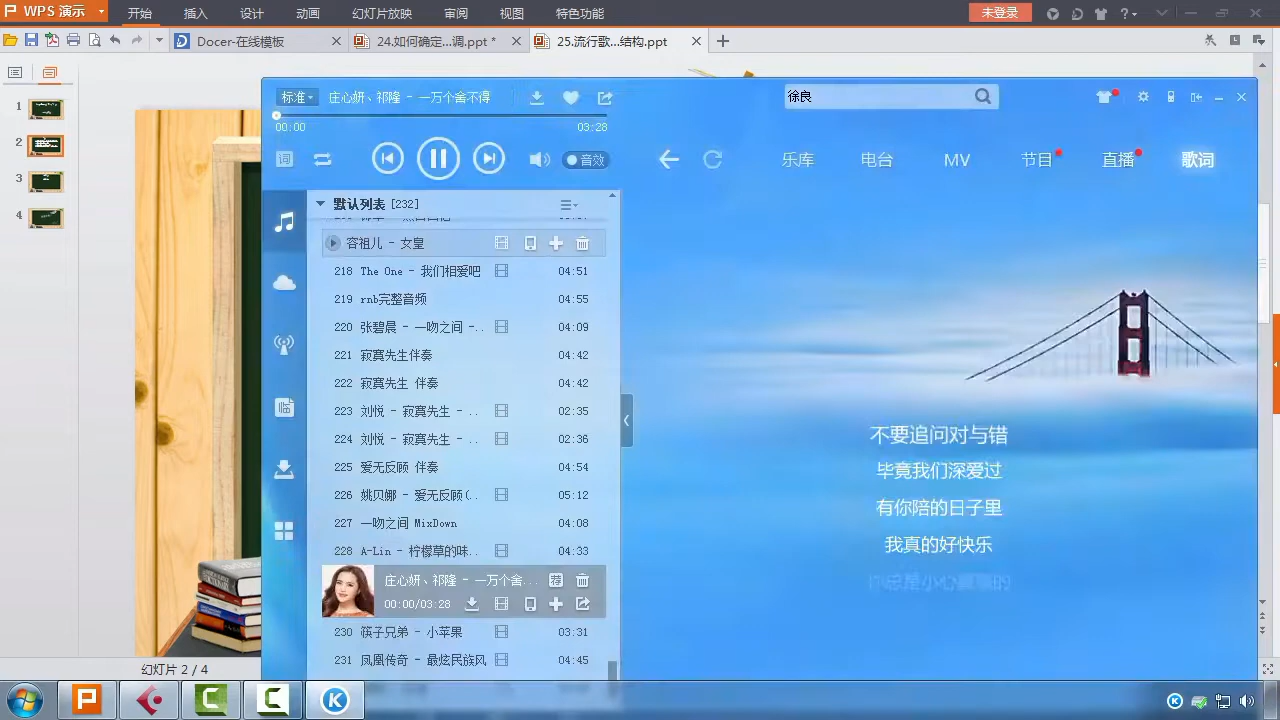 WPS 演示
开始 插入 设计 动画 幻灯片放映 审阅 视图 特色功能
未登录
Docer-在线模板
24.如何确定...调.ppt *
25.流行歌...结构.ppt
1
2
3
4
标准
庄心妍、祁隆 - 一万个舍不得
00:00
03:28
词
音效
徐良
乐库 电台 MV 节目 直播 歌词
默认列表 [232]
容祖儿 - 女皇
218 The One - 我们相爱吧 04:51
219 rnb完整音频 04:55
220 张碧晨 - 一吻之间 -.. 04:09
221 寂寞先生伴奏 04:42
222 寂寞先生 伴奏 04:42
223 刘悦 - 寂寞先生 - .. 02:35
224 刘悦 - 寂寞先生 - .. 02:36
225 爱无反顾 伴奏 04:54
226 姚贝娜 - 爱无反顾(.. 05:12
227 一吻之间 MixDown 04:08
228 A-Lin - 柠檬草的味.. 04:33
庄心妍、祁隆 - 一万个舍...
00:00/03:28
230 筷子兄弟 - 小苹果 03:31
231 凤凰传奇 - 最炫民族风 04:45
不要追问对与错
毕竟我们深爱过
有你陪的日子里
我真的好快乐
幻灯片 2 / 4